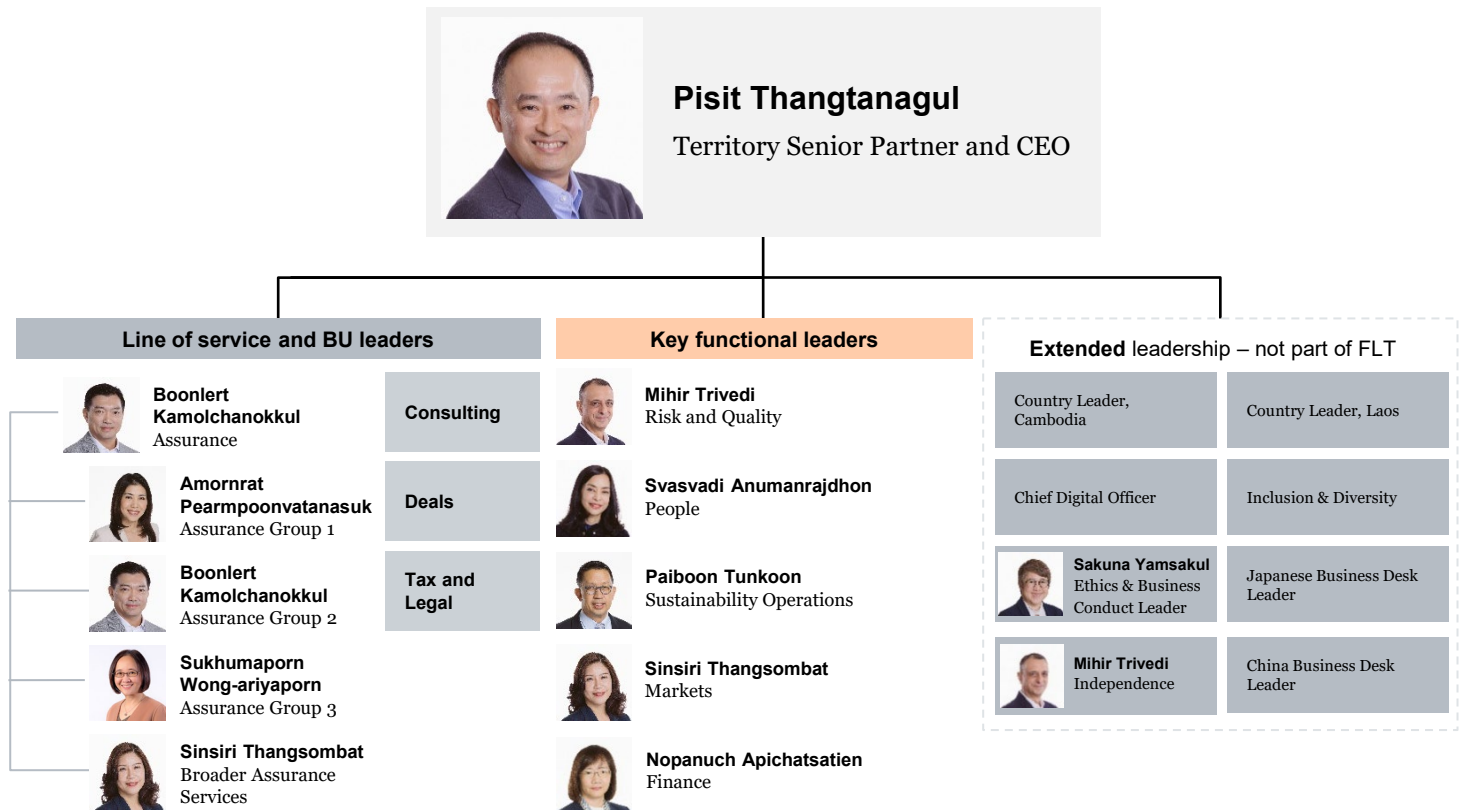 Pisit Thangtanagul
Territory Senior Partner and CEO
Line of service and BU leaders
Boonlert
Kamolchanokkul
Assurance
Amornrat
Pearmpoonvatanasuk
Assurance Group 1
Boonlert
Kamolchanokkul
Assurance Group 2
Sukhumaporn
Wong-ariyaporn
Assurance Group 3
Sinsiri Thangsombat
Broader Assurance
Services
Consulting
Deals
Tax and
Legal
Key functional leaders
Mihir Trivedi
Risk and Quality
Svasvadi Anumanrajdhon
People
Paiboon Tunkoon
Sustainability Operations
Sinsiri Thangsombat
Markets
Nopanuch Apichatsatien
Finance
Extended leadership – not part of FLT
Country Leader,
Cambodia
Country Leader, Laos
Chief Digital Officer
Inclusion & Diversity
Sakuna Yamsakul
Ethics & Business
Conduct Leader
Japanese Business Desk
Leader
Mihir Trivedi
Independence
China Business Desk
Leader